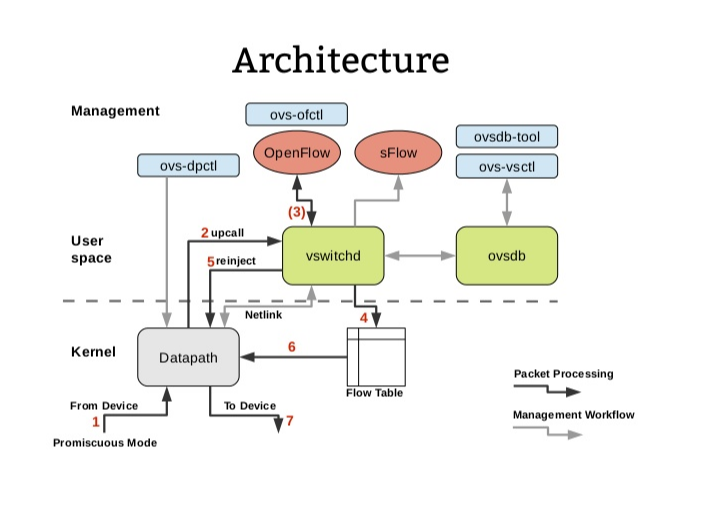 Architecture
Management
ovs-ofctl
OpenFlow
sFlow
ovsdb-tool
ovs-vsctl
ovs-dpctl
(3)
2 upcall
User
space
vswitchd
ovsdb
5 reinject
Netlink
4
Kernel
Datapath
6
Flow Table
Packet Processing
From Device
To Device
1
7
Management Workflow
Promiscuous Mode